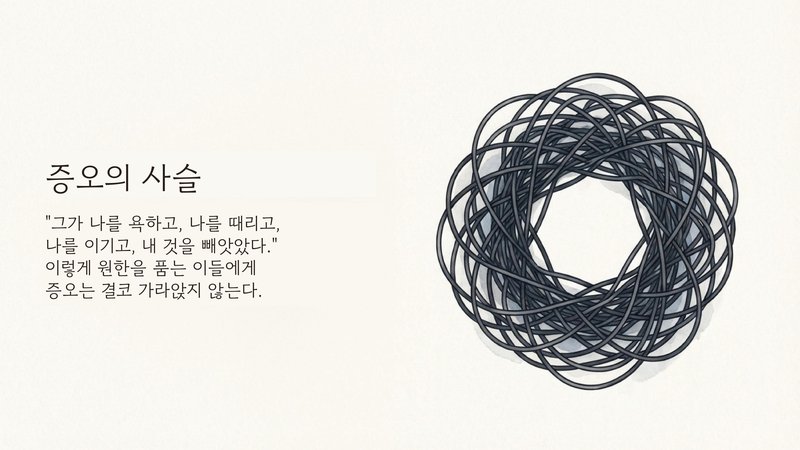 증오의 사슬
"그가 나를 욕하고, 나를 때리고,
나를 이기고, 내 것을 빼앗았다."
이렇게 원한을 품는 이들에게
증오는 결코 가라앉지 않는다.